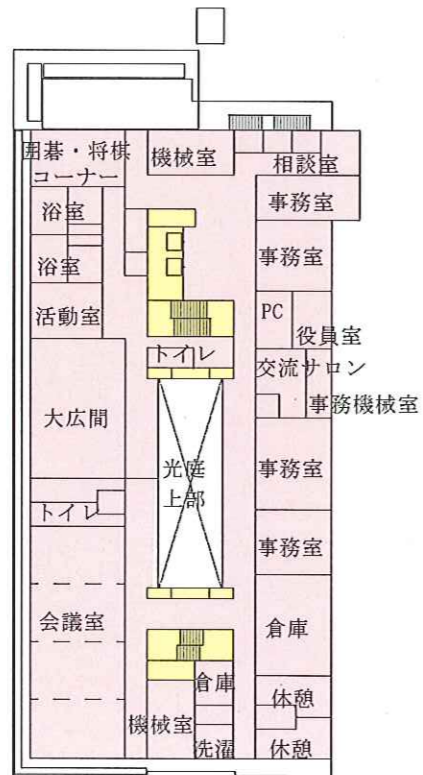 囲碁・将棋
コーナー
機械室
相談室
浴室
事務室
浴室
事務室
活動室
PC
役員室
トイレ
交流サロン
大広間
事務機械室
光庭
上部
事務室
トイレ
事務室
会議室
倉庫
倉庫
休憩
機械室
洗濯
休憩